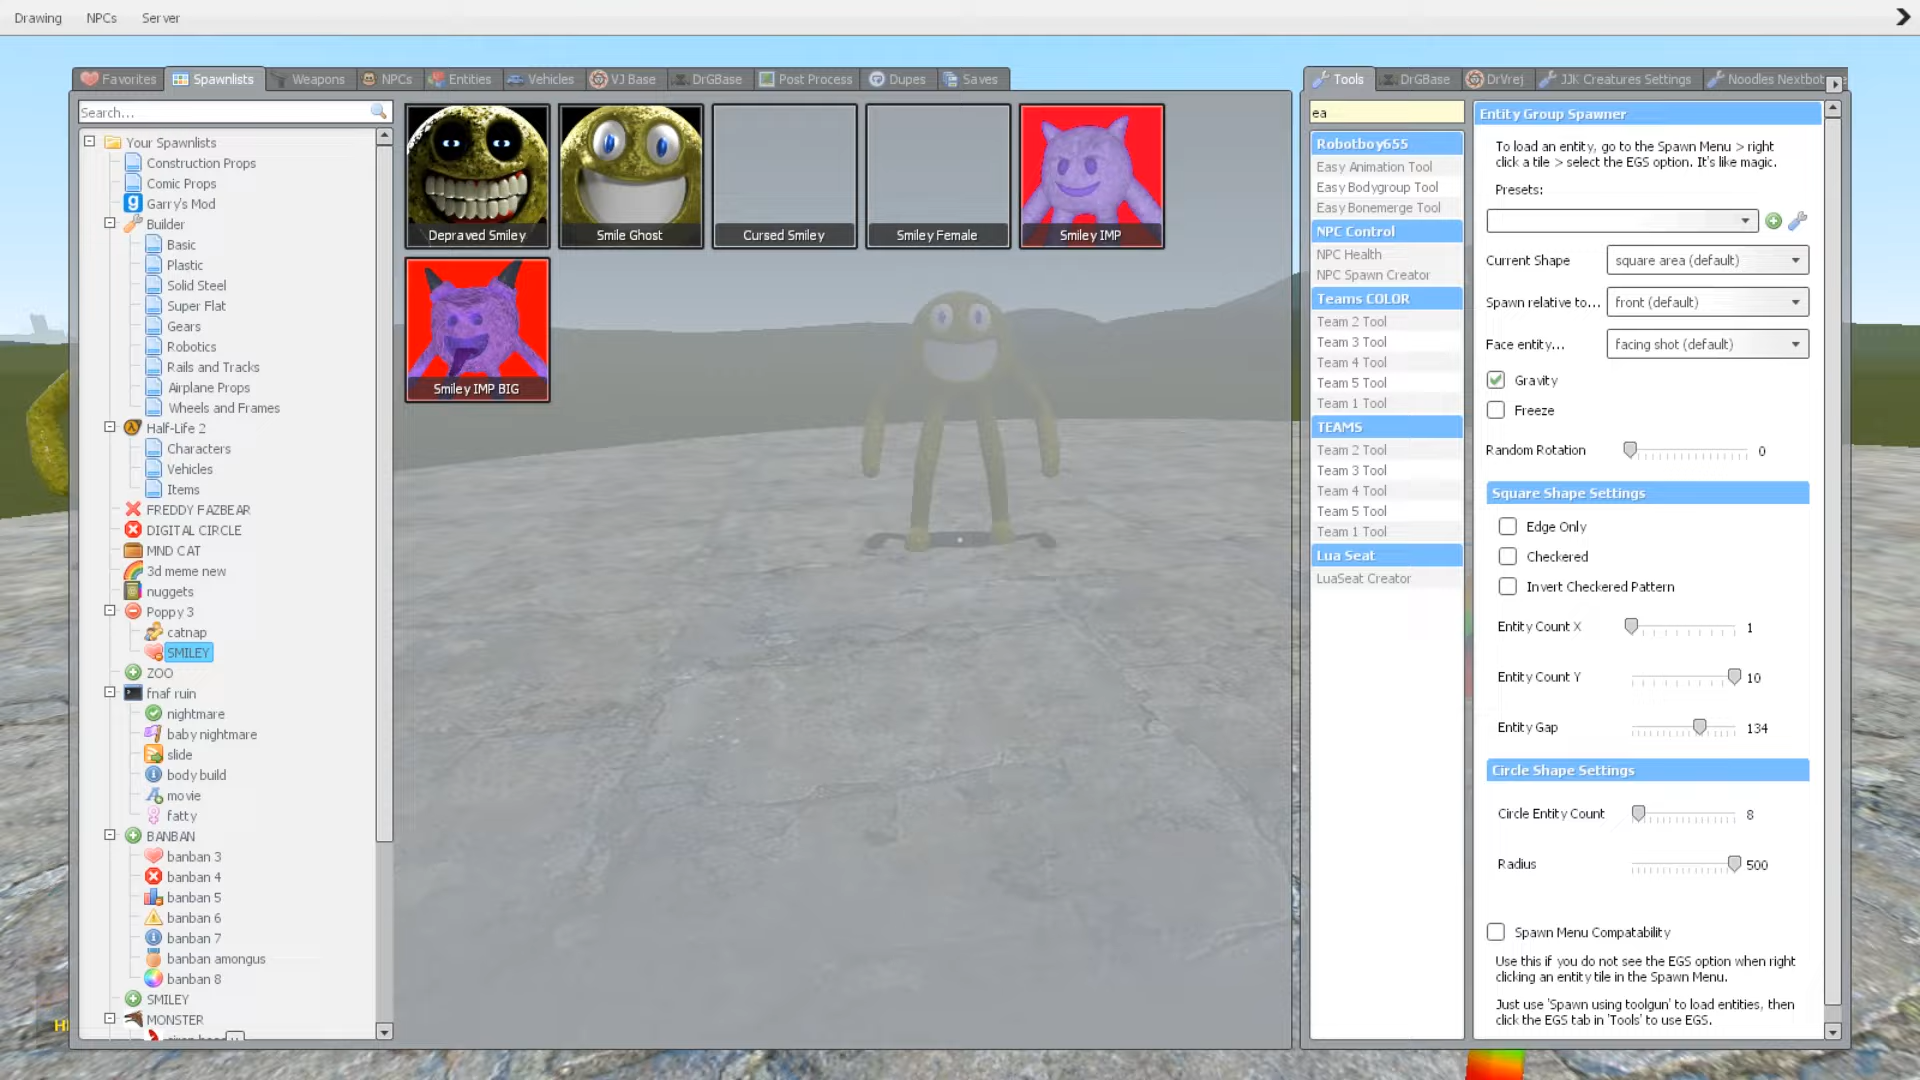 Drawing NPCs Server
Favorites Spawnlists Weapons NPCs Entities Vehicles VJ Base DrGBase Post Process Dupes Saves
Search...
Your Spawnlists
Construction Props
Comic Props
Garry's Mod
Builder
Basic
Plastic
Solid Steel
Super Flat
Gears
Robotics
Rails and Tracks
Airplane Props
Wheels and Frames
Half-Life 2
Characters
Vehicles
Items
FREDDY FAZBEAR
DIGITAL CIRCLE
MND CAT
3d meme new
nuggets
Poppy 3
catnap
SMILEY
ZOO
fnaf ruin
nightmare
baby nightmare
slide
body build
movie
fatty
BANBAN
banban 3
banban 4
banban 5
banban 6
banban 7
banban amongus
banban 8
SMILEY
MONSTER
Depraved Smiley
Smile Ghost
Cursed Smiley
Smiley Female
Smiley IMP
Smiley IMP BIG
Tools DrGBase DrVrej JJK Creatures Settings Noodles Nextbot
ea
Robotboy655
Easy Animation Tool
Easy Bodygroup Tool
Easy Bonemerge Tool
NPC Control
NPC Health
NPC Spawn Creator
Teams COLOR
Team 2 Tool
Team 3 Tool
Team 4 Tool
Team 5 Tool
Team 1 Tool
TEAMS
Team 2 Tool
Team 3 Tool
Team 4 Tool
Team 5 Tool
Team 1 Tool
Lua Seat
LuaSeat Creator
Entity Group Spawner
To load an entity, go to the Spawn Menu > right
click a tile > select the EGS option. It's like magic.
Presets:
Current Shape square area (default)
Spawn relative to... front (default)
Face entity... facing shot (default)
Gravity
Freeze
Random Rotation 0
Square Shape Settings
Edge Only
Checkered
Invert Checkered Pattern
Entity Count X 1
Entity Count Y 10
Entity Gap 134
Circle Shape Settings
Circle Entity Count 8
Radius 500
Spawn Menu Compatability
Use this if you do not see the EGS option when right
clicking an entity tile in the Spawn Menu.
Just use 'Spawn using toolgun' to load entities, then
click the EGS tab in 'Tools' to use EGS.